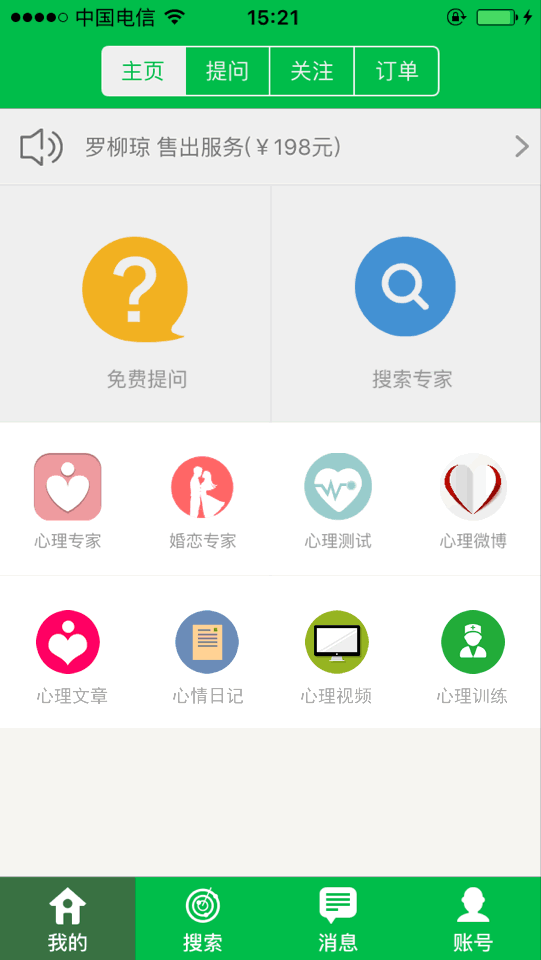 中国电信 15:21
主页 提问 关注 订单
罗柳琼 售出服务(￥198元)
?
免费提问 搜索专家
心理专家 婚恋专家 心理测试 心理微博
心理文章 心情日记 心理视频 心理训练
我的 搜索 消息 账号